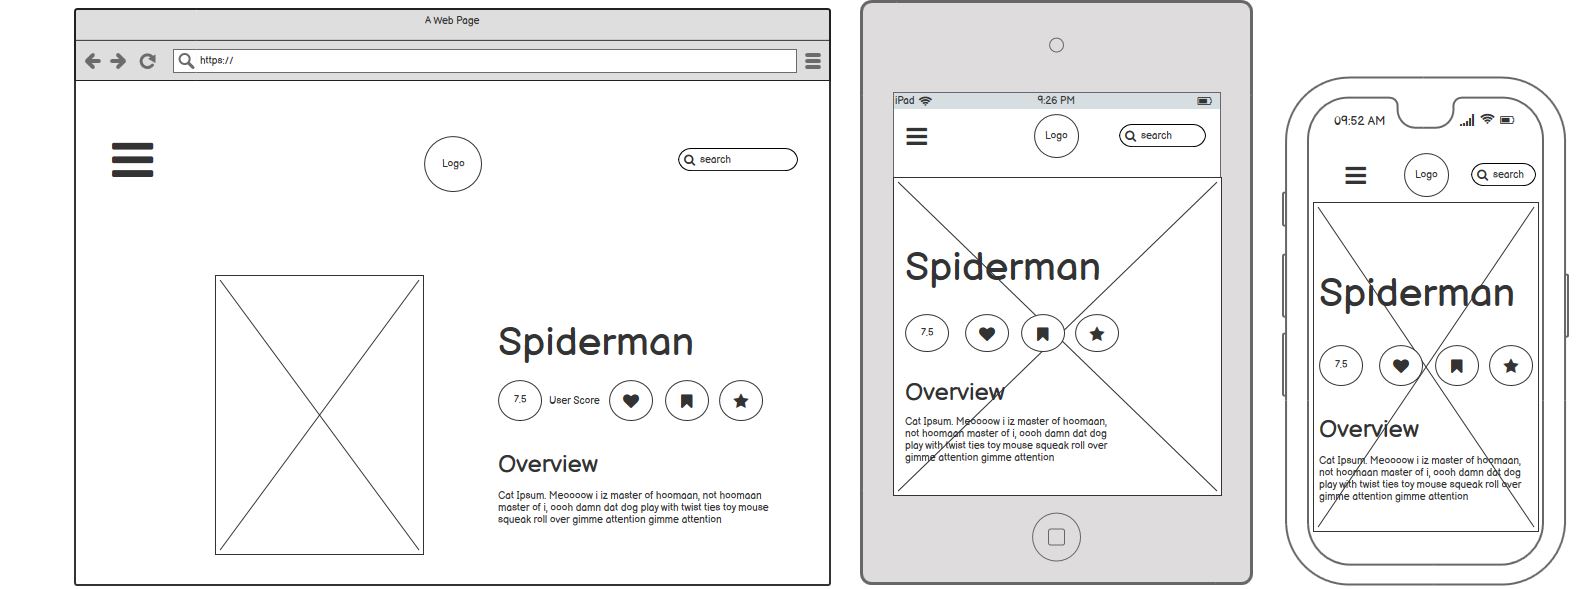 A Web Page
https://
Logo
search
Spiderman
7.5 User Score
Overview
Cat Ipsum. Meoooow i iz master of hoomaan, not hoomaan
master of i, oooh damn dat dog play with twist ties toy mouse
squeak roll over gimme attention gimme attention
iPad 9:26 PM
Logo
search
Spiderman
7.5
Overview
Cat Ipsum. Meoooow i iz master of hoomaan,
not hoomaan master of i, oooh damn dat dog
play with twist ties toy mouse squeak roll over
gimme attention gimme attention
09:52 AM
Logo
search
Spiderman
7.5
Overview
Cat Ipsum. Meoooow i iz master of hoomaan,
not hoomaan master of i, oooh damn dat dog
play with twist ties toy mouse squeak roll over
gimme attention gimme attention